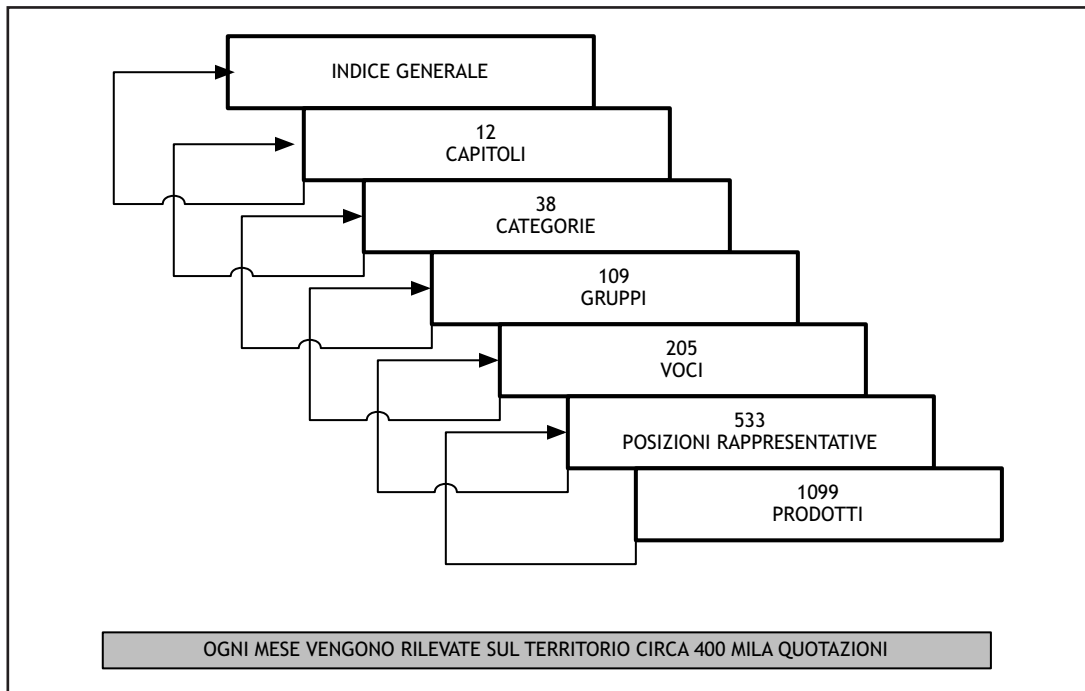 INDICE GENERALE
12
CAPITOLI
38
CATEGORIE
109
GRUPPI
205
VOCI
533
POSIZIONI RAPPRESENTATIVE
1099
PRODOTTI
OGNI MESE VENGONO RILEVATE SUL TERRITORIO CIRCA 400 MILA QUOTAZIONI